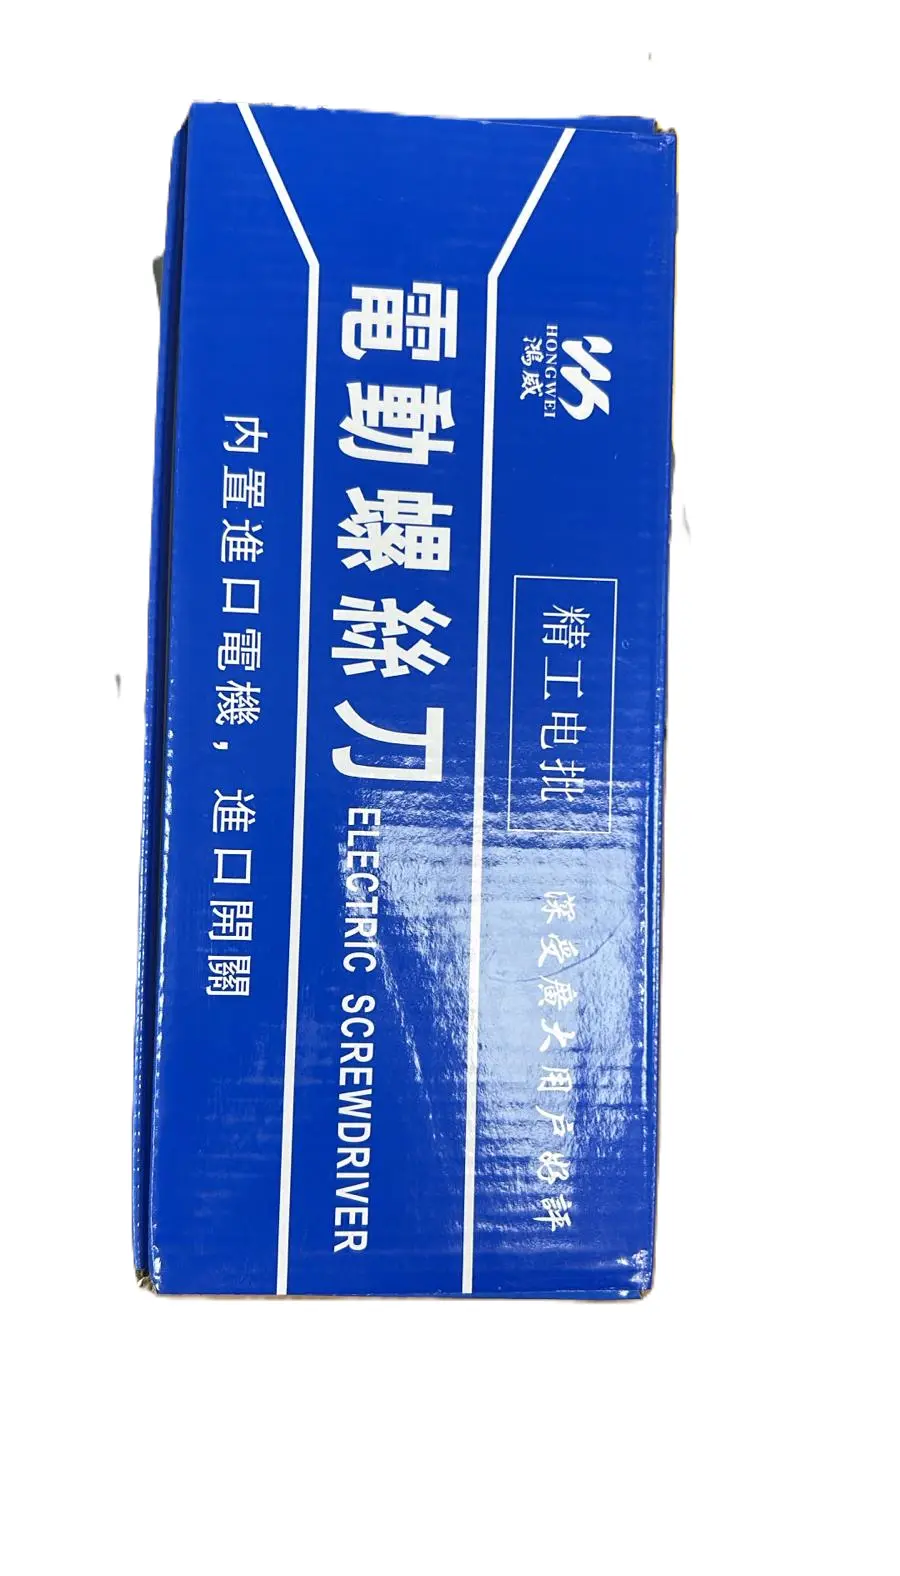 HONGWEI
鴻威
精工电批
深受廣大用戶好評
電動螺絲刀 ELECTRIC SCREWDRIVER
内置進口電機，進口開關